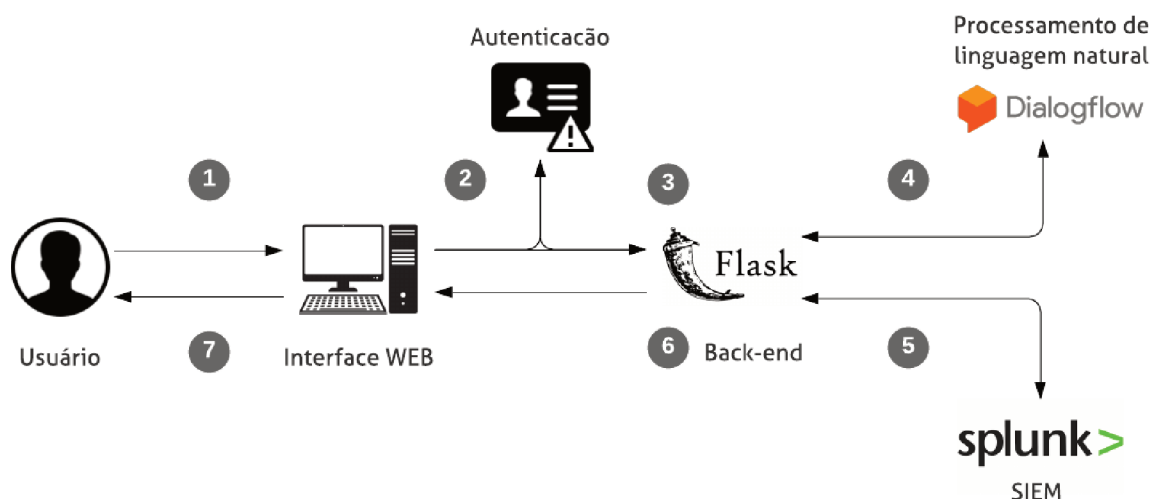 Autenticacão
Processamento de
linguagem natural
Dialogflow
1
2
3
4
Flask
Usuário
7
Interface WEB
6
Back-end
5
splunk>
SIEM